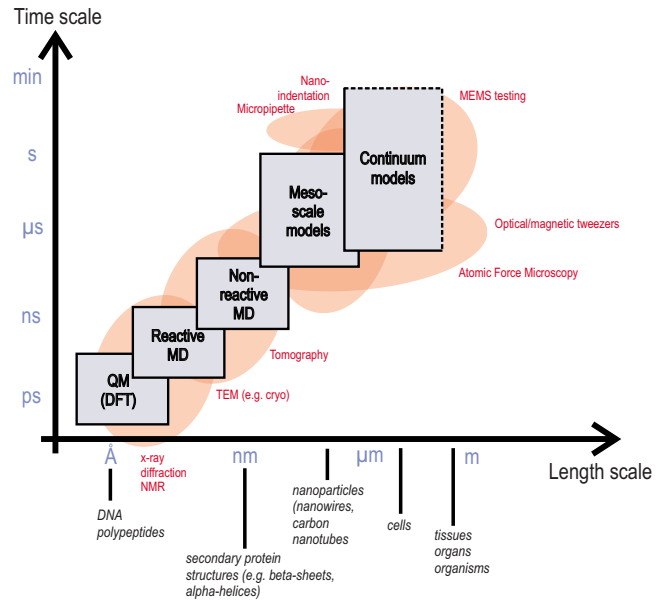 Time scale
min
s
µs
ns
ps
Nano-
indentation
Micropipette
MEMS testing
Continuum
models
Meso-
scale
models
Optical/magnetic tweezers
Atomic Force Microscopy
Non-
reactive
MD
Reactive
MD
Tomography
QM
(DFT)
TEM (e.g. cryo)
Å
nm
µm
m
Length scale
x-ray
diffraction
NMR
DNA
polypeptides
secondary protein
structures (e.g. beta-sheets,
alpha-helices)
nanoparticles
(nanowires,
carbon
nanotubes
cells
tissues
organs
organisms